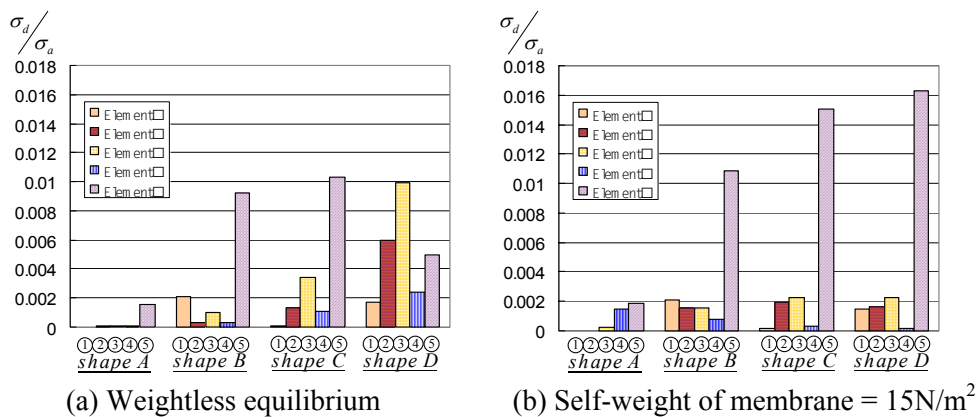 σd/σa
0.018
0.016
0.014
0.012
0.01
0.008
0.006
0.004
0.002
0
Element□
Element□
Element□
Element□
Element□
①②③④⑤ ①②③④⑤ ①②③④⑤ ①②③④⑤
shape A shape B shape C shape D
(a) Weightless equilibrium
σd/σa
0.018
0.016
0.014
0.012
0.01
0.008
0.006
0.004
0.002
0
Element□
Element□
Element□
Element□
Element□
①②③④⑤ ①②③④⑤ ①②③④⑤ ①②③④⑤
shape A shape B shape C shape D
(b) Self-weight of membrane = 15N/m²